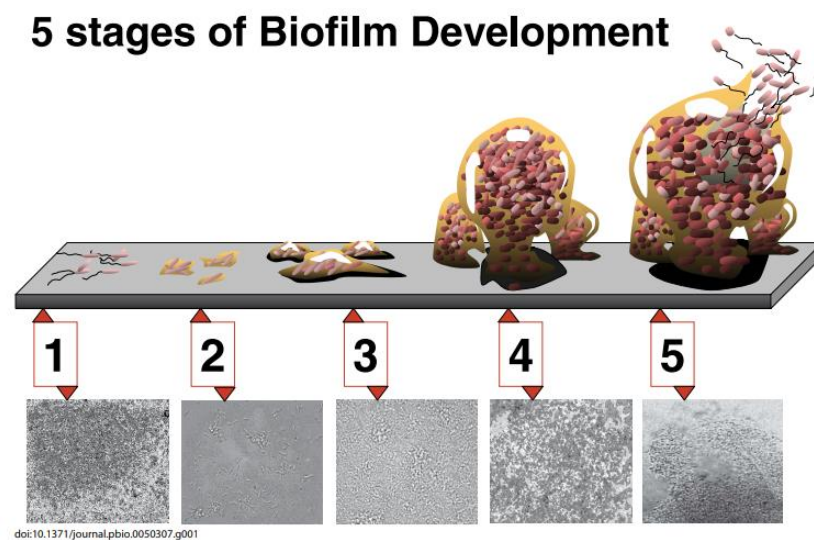 5 stages of Biofilm Development
1 2 3 4 5
doi:10.1371/journal.pbio.0050307.g001